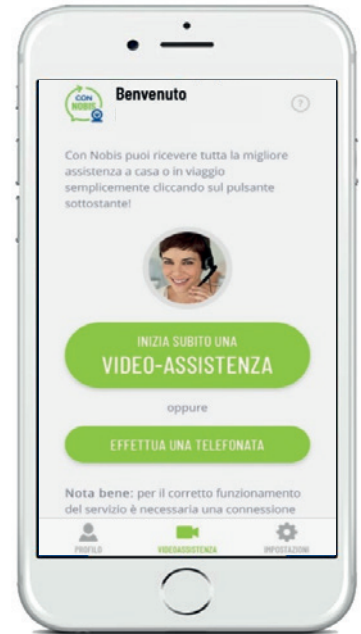 CON
NOBIS
Benvenuto
?
Con Nobis puoi ricevere tutta la migliore
assistenza a casa o in viaggio
semplicemente cliccando sul pulsante
sottostante!
INIZIA SUBITO UNA
VIDEO-ASSISTENZA
oppure
EFFETTUA UNA TELEFONATA
Nota bene: per il corretto funzionamento
del servizio è necessaria una connessione
PROFILO VIDEOASSISTENZA IMPOSTAZIONI